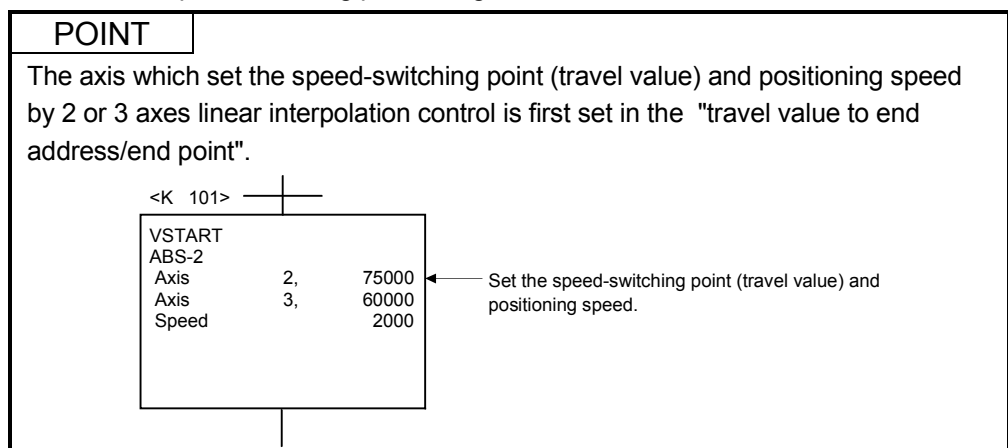 POINT
The axis which set the speed-switching point (travel value) and positioning speed
by 2 or 3 axes linear interpolation control is first set in the "travel value to end
address/end point".
<K 101>
VSTART
ABS-2
Axis 2, 75000
Axis 3, 60000
Speed 2000
Set the speed-switching point (travel value) and
positioning speed.